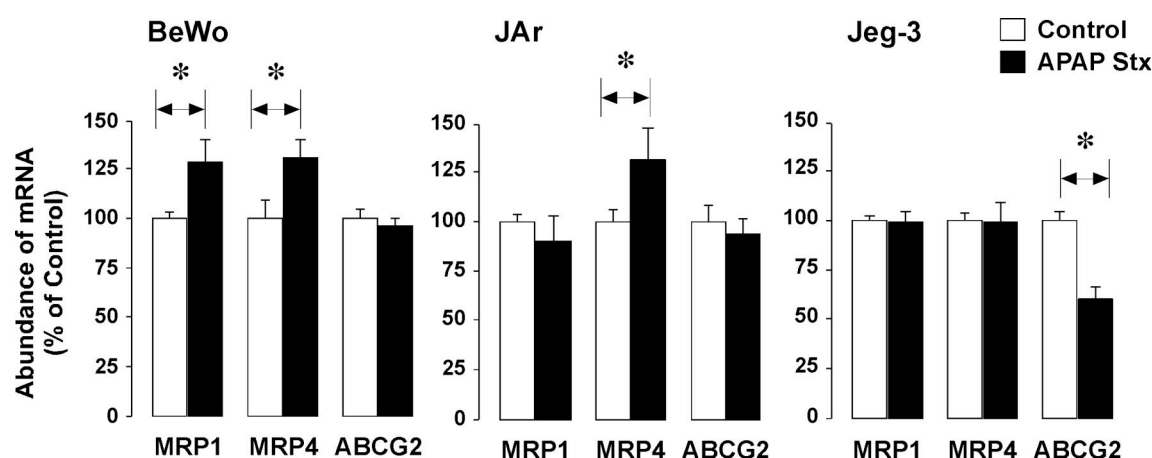 BeWo
JAr
Jeg-3
Control
APAP Stx
Abundance of mRNA
(% of Control)
*
*
150
125
100
75
50
25
0
MRP1
MRP4
ABCG2
*
150
125
100
75
50
25
0
MRP1
MRP4
ABCG2
*
150
125
100
75
50
25
0
MRP1
MRP4
ABCG2